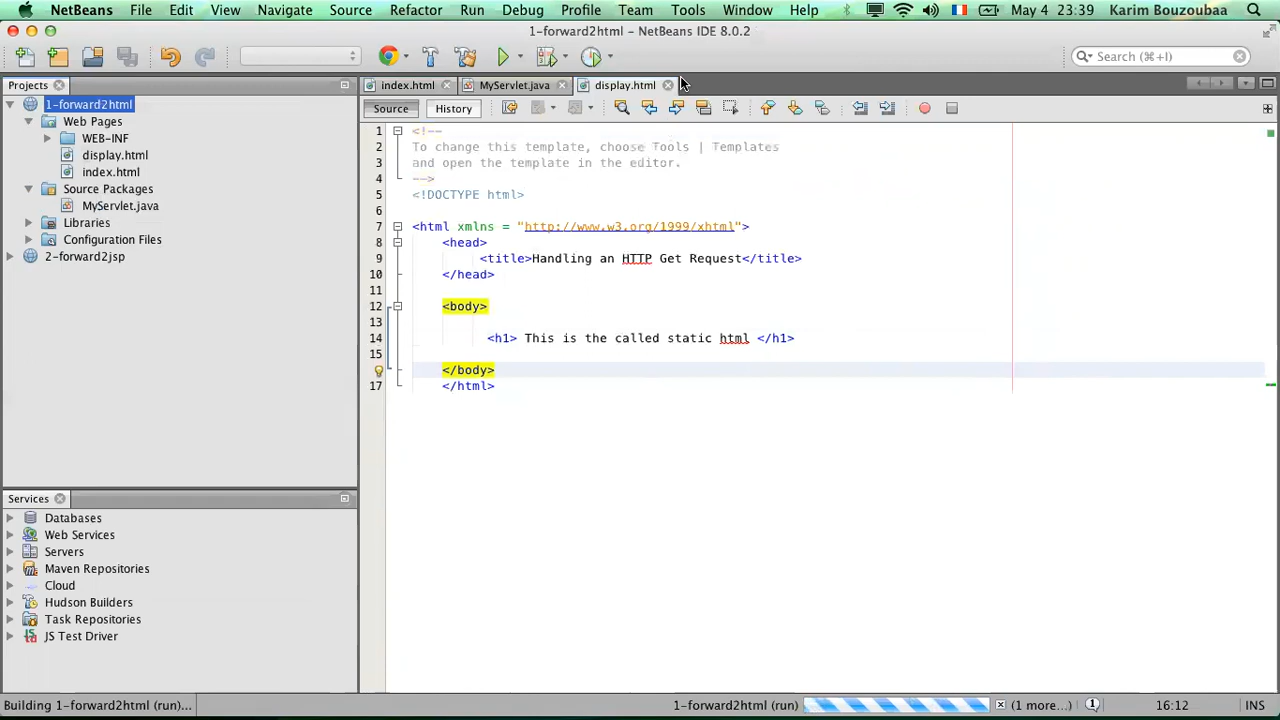 NetBeans File Edit View Navigate Source Refactor Run Debug Profile Team Tools Window Help May 4 23:39 Karim Bouzoubaa
1-forward2html - NetBeans IDE 8.0.2
Search (⌘+I)
Projects
index.html MyServlet.java display.html
1-forward2html
Web Pages
WEB-INF
display.html
index.html
Source Packages
MyServlet.java
Libraries
Configuration Files
2-forward2jsp
Source History
1 <!--
2 To change this template, choose Tools | Templates
3 and open the template in the editor.
4 -->
5 <!DOCTYPE html>
6
7 <html xmlns = "http://www.w3.org/1999/xhtml">
8 <head>
9 <title>Handling an HTTP Get Request</title>
10 </head>
11
12 <body>
13
14 <h1> This is the called static html </h1>
15
</body>
17 </html>
Services
Databases
Web Services
Servers
Maven Repositories
Cloud
Hudson Builders
Task Repositories
JS Test Driver
Building 1-forward2html (run)... 1-forward2html (run) (1 more...) 1 16:12 INS